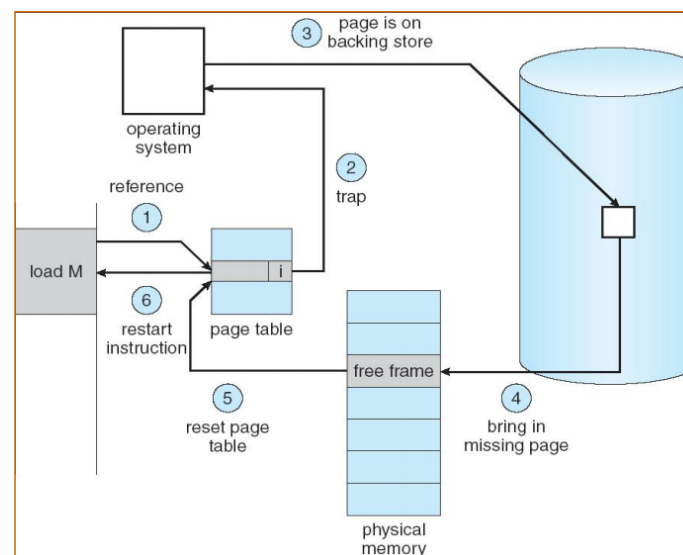 3
page is on
backing store
operating
system
reference
1
2
trap
load M
i
6
restart
instruction
page table
free frame
5
reset page
table
4
bring in
missing page
physical
memory